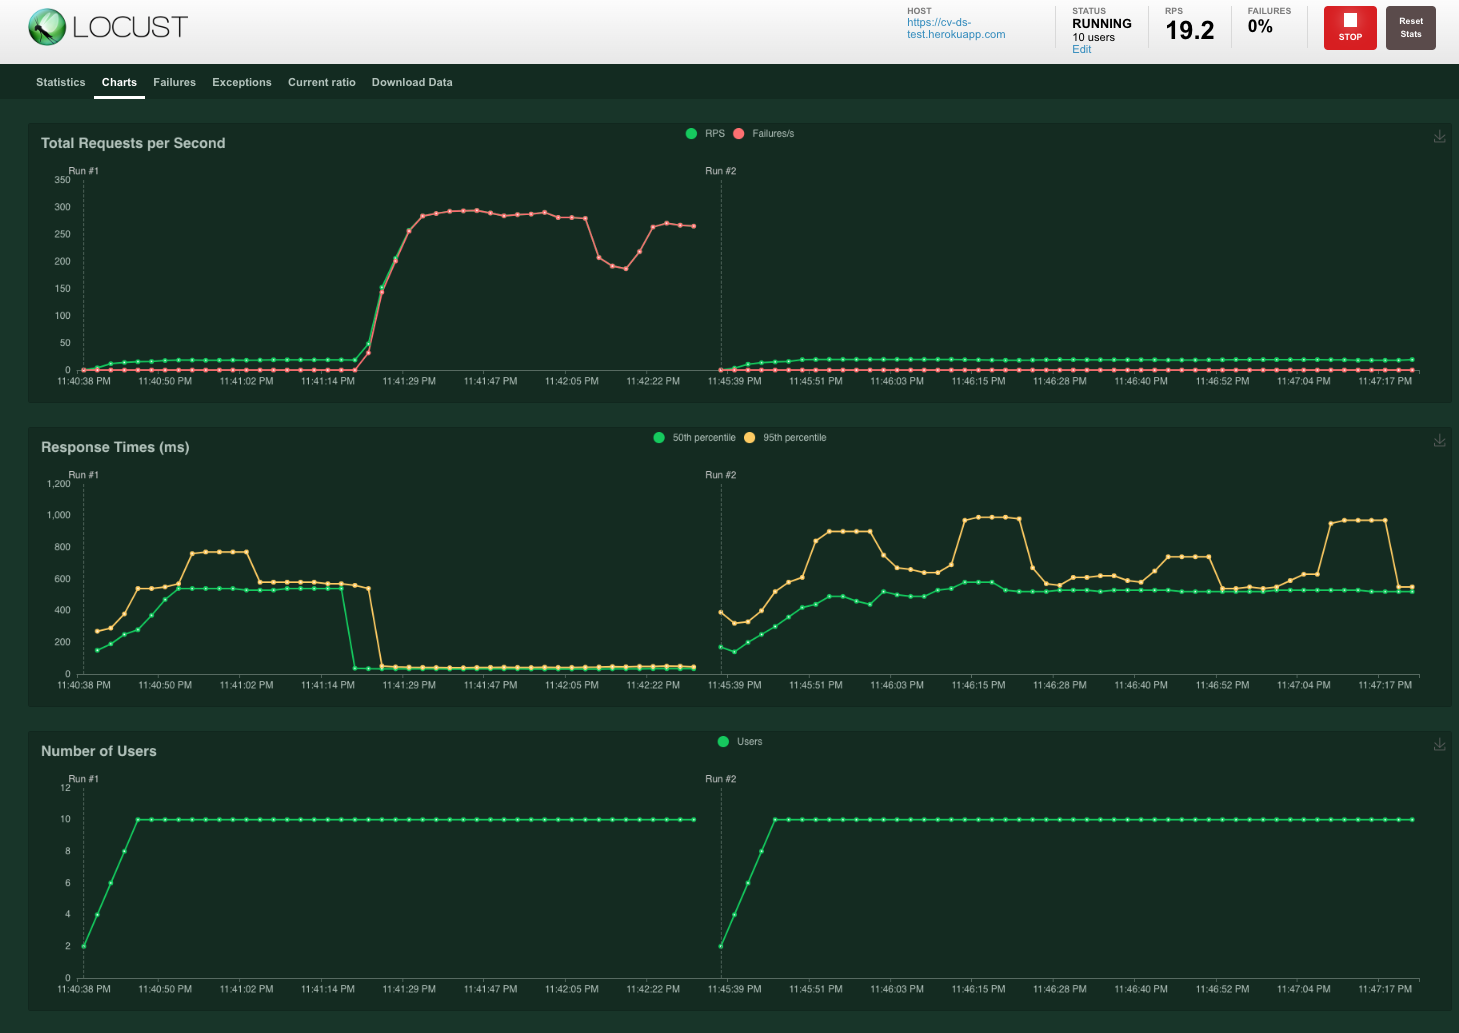 LOCUST
HOST
https://cv-ds-
test.herokuapp.com
STATUS
RUNNING
10 users
Edit
RPS
19.2
FAILURES
0%
STOP
Reset
Stats
Statistics Charts Failures Exceptions Current ratio Download Data
Total Requests per Second
RPS Failures/s
Run #1 Run #2
350
300
250
200
150
100
50
0
11:40:38 PM 11:40:50 PM 11:41:02 PM 11:41:14 PM 11:41:29 PM 11:41:47 PM 11:42:05 PM 11:42:22 PM 11:45:39 PM 11:45:51 PM 11:46:03 PM 11:46:15 PM 11:46:28 PM 11:46:40 PM 11:46:52 PM 11:47:04 PM 11:47:17 PM
Response Times (ms)
50th percentile 95th percentile
Run #1 Run #2
1,200
1,000
800
600
400
200
0
11:40:38 PM 11:40:50 PM 11:41:02 PM 11:41:14 PM 11:41:29 PM 11:41:47 PM 11:42:05 PM 11:42:22 PM 11:45:39 PM 11:45:51 PM 11:46:03 PM 11:46:15 PM 11:46:28 PM 11:46:40 PM 11:46:52 PM 11:47:04 PM 11:47:17 PM
Number of Users
Users
Run #1 Run #2
12
10
8
6
4
2
0
11:40:38 PM 11:40:50 PM 11:41:02 PM 11:41:14 PM 11:41:29 PM 11:41:47 PM 11:42:05 PM 11:42:22 PM 11:45:39 PM 11:45:51 PM 11:46:03 PM 11:46:15 PM 11:46:28 PM 11:46:40 PM 11:46:52 PM 11:47:04 PM 11:47:17 PM